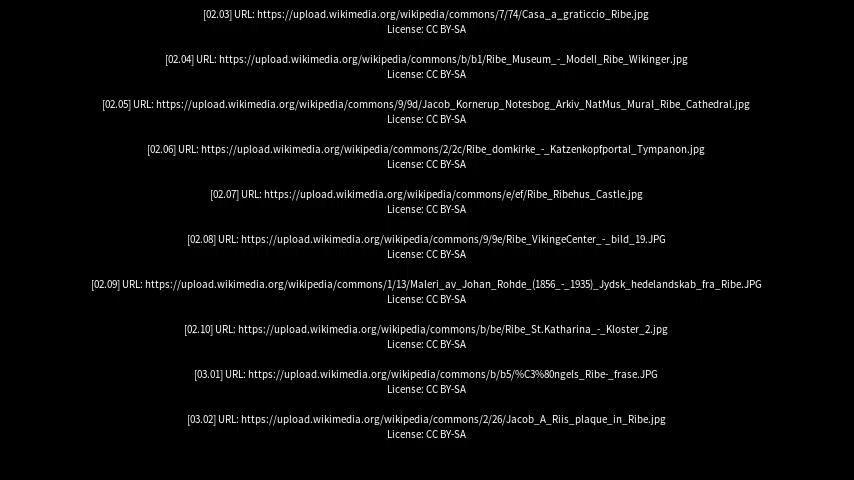 [02.03] URL: https://upload.wikimedia.org/wikipedia/commons/7/74/Casa_a_graticcio_Ribe.jpg
License: CC BY-SA
[02.04] URL: https://upload.wikimedia.org/wikipedia/commons/b/b1/Ribe_Museum_-_Modell_Ribe_Wikinger.jpg
License: CC BY-SA
[02.05] URL: https://upload.wikimedia.org/wikipedia/commons/9/9d/Jacob_Kornerup_Notesbog_Arkiv_NatMus_Mural_Ribe_Cathedral.jpg
License: CC BY-SA
[02.06] URL: https://upload.wikimedia.org/wikipedia/commons/2/2c/Ribe_domkirke_-_Katzenkopfportal_Tympanon.jpg
License: CC BY-SA
[02.07] URL: https://upload.wikimedia.org/wikipedia/commons/e/ef/Ribe_Ribehus_Castle.jpg
License: CC BY-SA
[02.08] URL: https://upload.wikimedia.org/wikipedia/commons/9/9e/Ribe_VikingeCenter_-_bild_19.JPG
License: CC BY-SA
[02.09] URL: https://upload.wikimedia.org/wikipedia/commons/1/13/Maleri_av_Johan_Rohde_(1856_-_1935)_Jydsk_hedelandskab_fra_Ribe.JPG
License: CC BY-SA
[02.10] URL: https://upload.wikimedia.org/wikipedia/commons/b/be/Ribe_St.Katharina_-_Kloster_2.jpg
License: CC BY-SA
[03.01] URL: https://upload.wikimedia.org/wikipedia/commons/b/b5/%C3%80ngels_Ribe-_frase.JPG
License: CC BY-SA
[03.02] URL: https://upload.wikimedia.org/wikipedia/commons/2/26/Jacob_A_Riis_plaque_in_Ribe.jpg
License: CC BY-SA